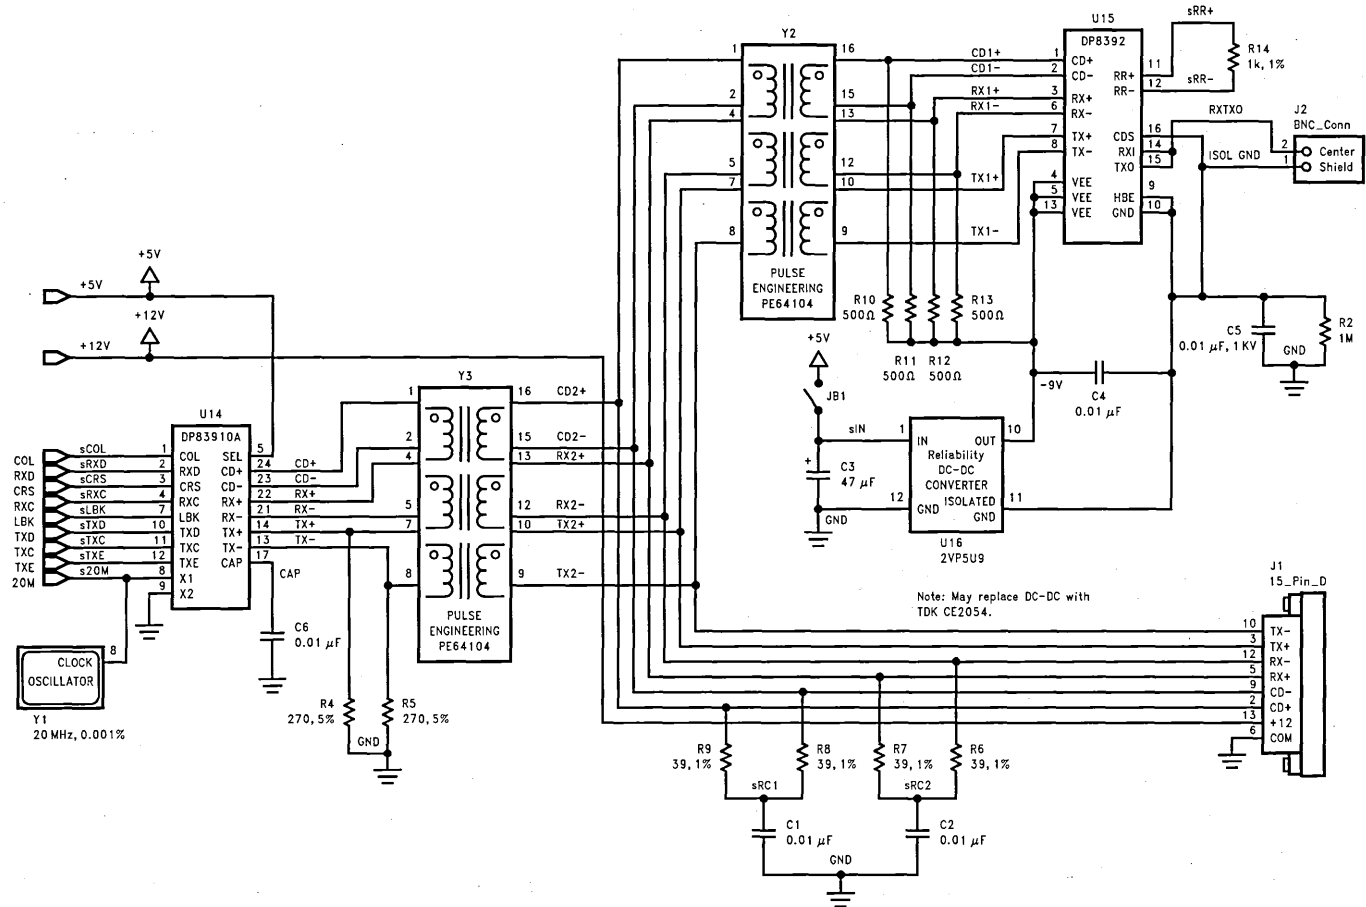 U15
sRR+
DP8392
Y2
1
16
CD1+
1
CD+
CD1-
2
CD-
RR+
11
R14
1k, 1%
RR-
12
sRR-
2
15
RX1+
3
RX+
4
13
RX1-
6
RX-
RXTXO
J2
BNC_Conn
7
TX+
CDS
16
8
TX-
RXI
14
2
Center
TXO
15
ISOL GND
1
Shield
5
12
7
10
TX1+
4
VEE
5
VEE
HBE
9
13
VEE
GND
10
8
9
TX1-
PULSE
ENGINEERING
PE64104
R10
500Ω
R13
500Ω
R11
500Ω
R12
500Ω
C5
0.01 µF, 1KV
GND
R2
1M
+5V
+5V
+12V
+12V
+5V
JB1
-9V
C4
0.01 µF
sIN
1
IN
OUT
10
Reliability
DC-DC
CONVERTER
ISOLATED
GND
11
12
GND
+
C3
47 µF
GND
U16
2VP5U9
Note: May replace DC-DC with
TDK CE2054.
Y3
1
16
CD2+
2
15
CD2-
4
13
RX2+
5
12
RX2-
7
10
TX2+
8
9
TX2-
PULSE
ENGINEERING
PE64104
U14
DP83910A
COL
sCOL
1
COL
SEL
5
RXD
sRXD
2
RXD
CD+
24
CD+
CRS
sCRS
3
CRS
CD-
23
CD-
RXC
sRXC
4
RXC
RX+
22
RX+
LBK
sLBK
7
LBK
RX-
21
RX-
TXD
sTXD
10
TXD
TX+
14
TX+
TXC
sTXC
11
TXC
TX-
13
TX-
TXE
sTXE
12
TXE
CAP
17
CAP
20M
s20M
8
X1
9
X2
C6
0.01 µF
CLOCK
OSCILLATOR
8
Y1
20 MHz, 0.001%
R4
270, 5%
R5
270, 5%
GND
J1
15_Pin_D
10
TX-
3
TX+
12
RX-
5
RX+
9
CD-
2
CD+
13
+12
6
COM
R9
39, 1%
R8
39, 1%
R7
39, 1%
R6
39, 1%
sRC1
sRC2
C1
0.01 µF
C2
0.01 µF
GND